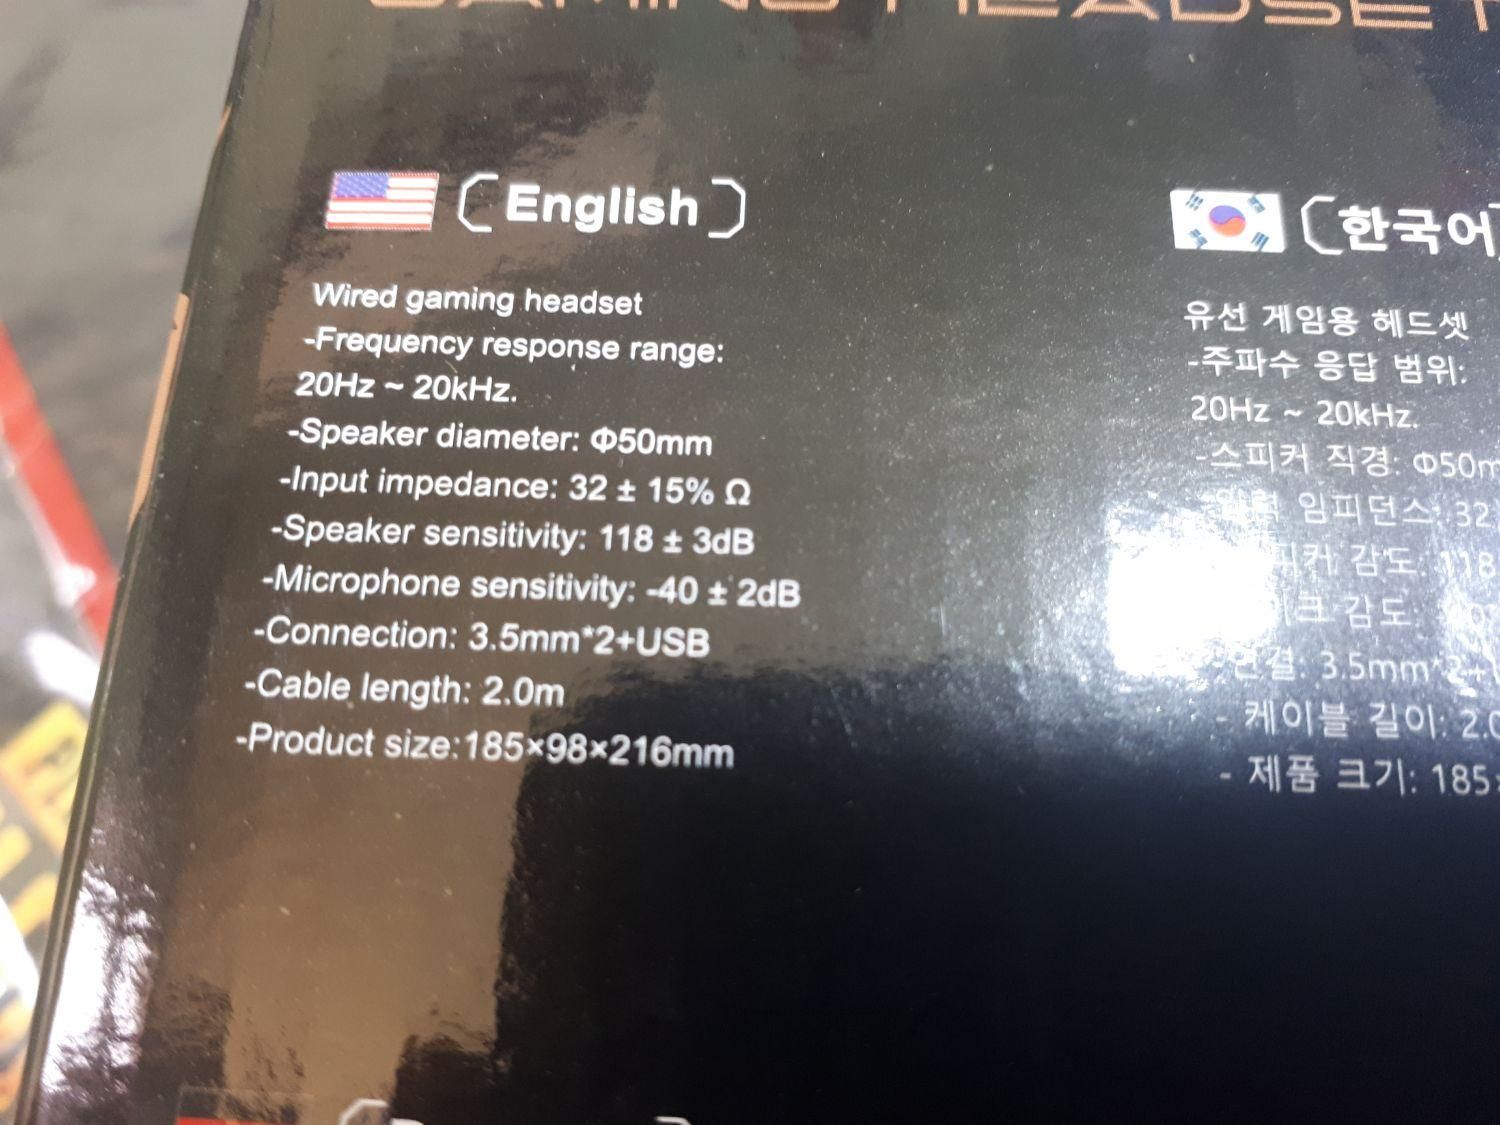 GAMING HEADSET
English
Wired gaming headset
-Frequency response range:
20Hz ~ 20kHz.
-Speaker diameter: Φ50mm
-Input impedance: 32 ± 15% Ω
-Speaker sensitivity: 118 ± 3dB
-Microphone sensitivity: -40 ± 2dB
-Connection: 3.5mm*2+USB
-Cable length: 2.0m
-Product size:185×98×216mm
한국어
유선 게임용 헤드셋
-주파수 응답 범위:
20Hz ~ 20kHz.
-스피커 직경: Φ50m
임피던스: 32
감도: 118
감도:
3.5mm*2+
- 케이블 길이: 2.0
- 제품 크기: 185×